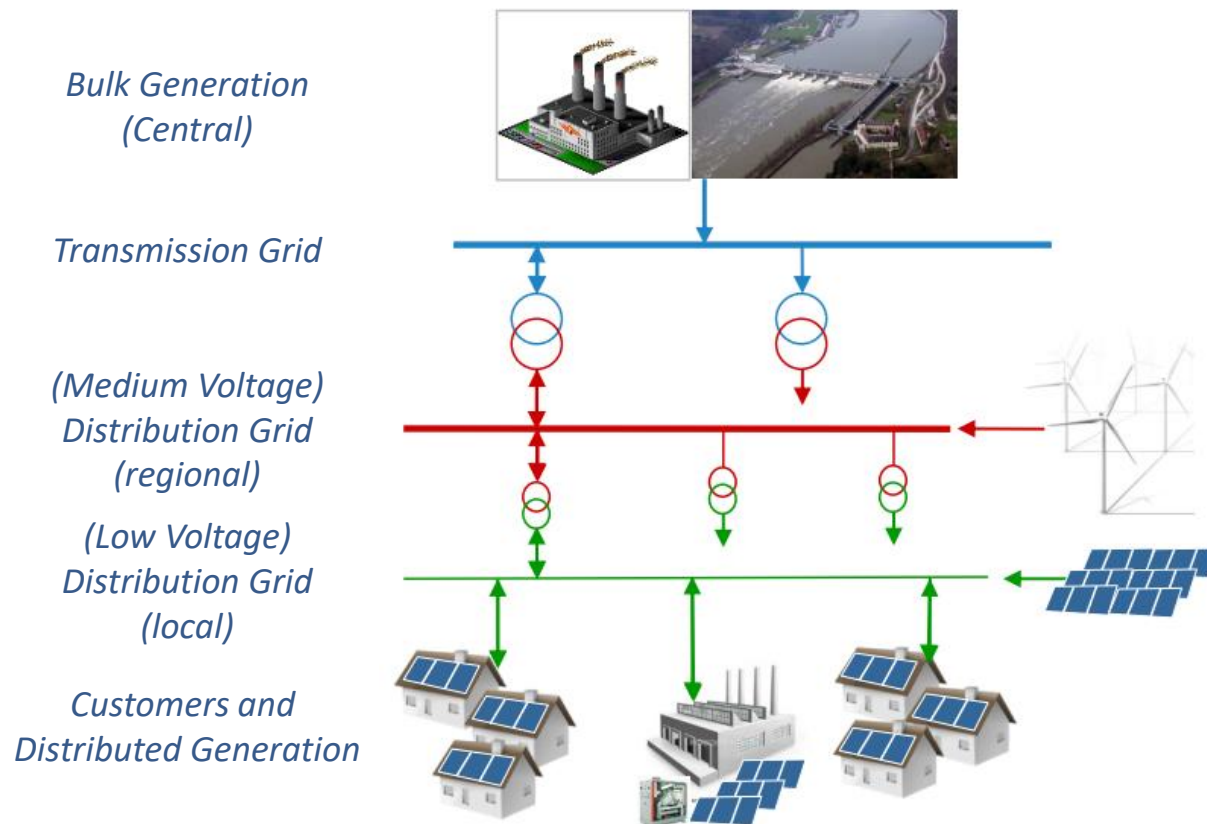 Bulk Generation
(Central)
Transmission Grid
(Medium Voltage)
Distribution Grid
(regional)
(Low Voltage)
Distribution Grid
(local)
Customers and
Distributed Generation